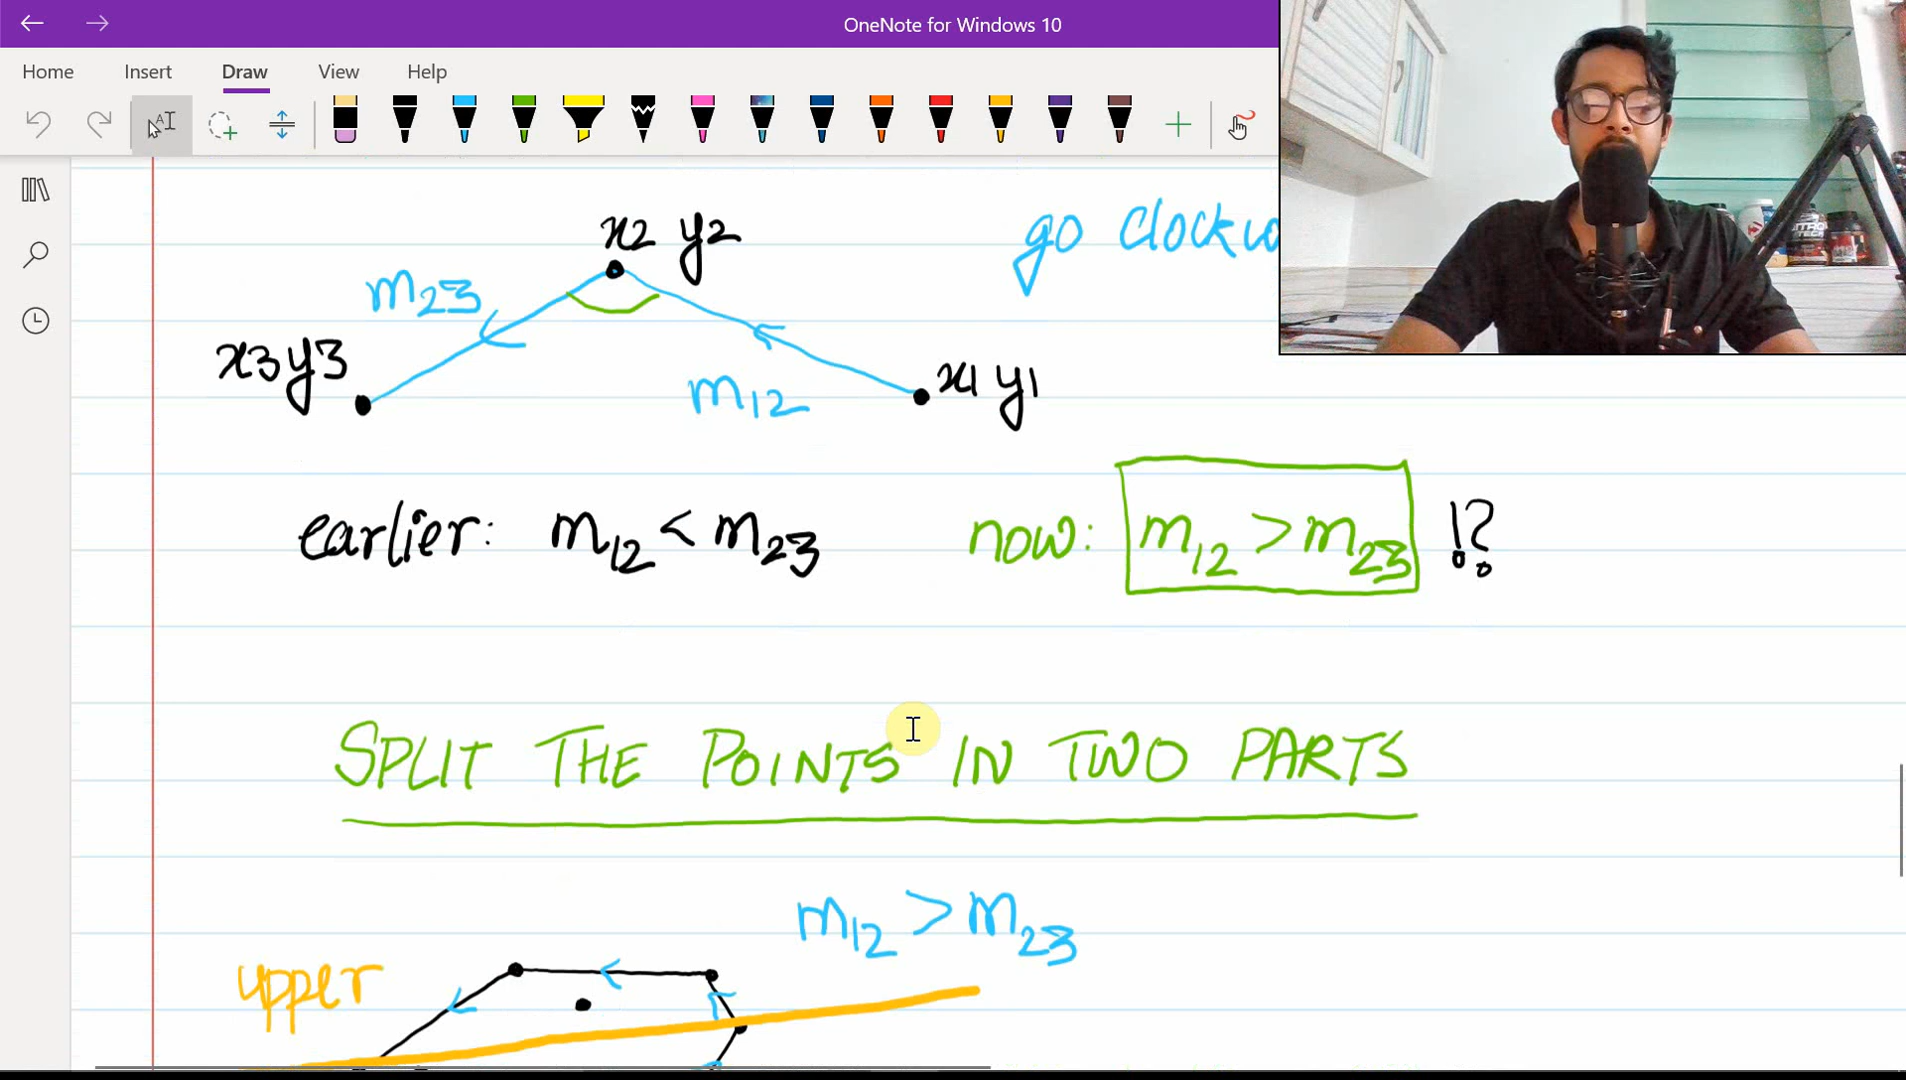 OneNote for Windows 10
Home Insert Draw View Help
x2 y2
go
m23
x3y3
m12
x1 y1
earlier: m12 < m23 now: m12 > m23 !?
SPLIT THE POINTS IN TWO PARTS
m12 > m23
upper